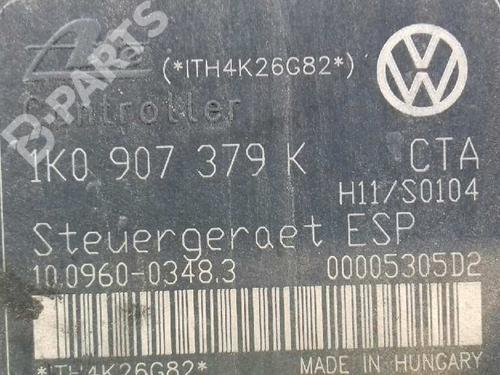 (*ITH4K26G82*)
Controller
1K0 907 379 K CTA
H11/S0104
Steuergeraet ESP
10.0960-0348.3 00005305D2
*ITH4K26G82* MADE IN HUNGARY
B-PARTS